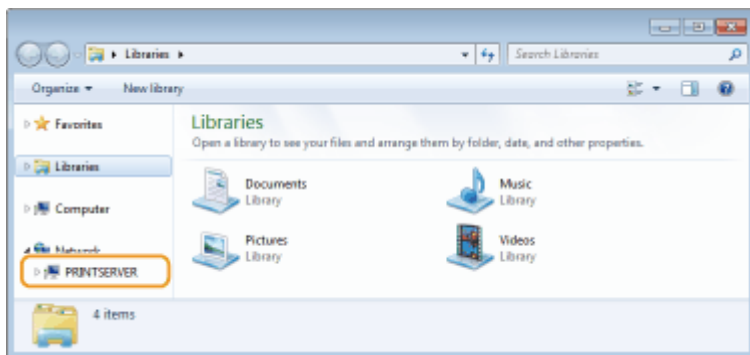 Libraries
Search Libraries
Organize
New library
Favorites
Libraries
Computer
Network
PRINTSERVER
Libraries
Open a library to see your files and arrange them by folder, date, and other properties.
Documents
Library
Music
Library
Pictures
Library
Videos
Library
4 items